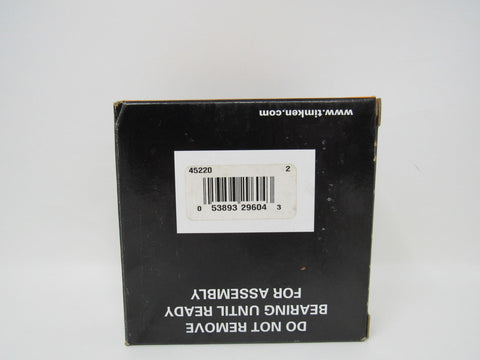 www.timken.com
45220 2
0 53893 29604 3
DO NOT REMOVE
BEARING UNTIL READY
FOR ASSEMBLY